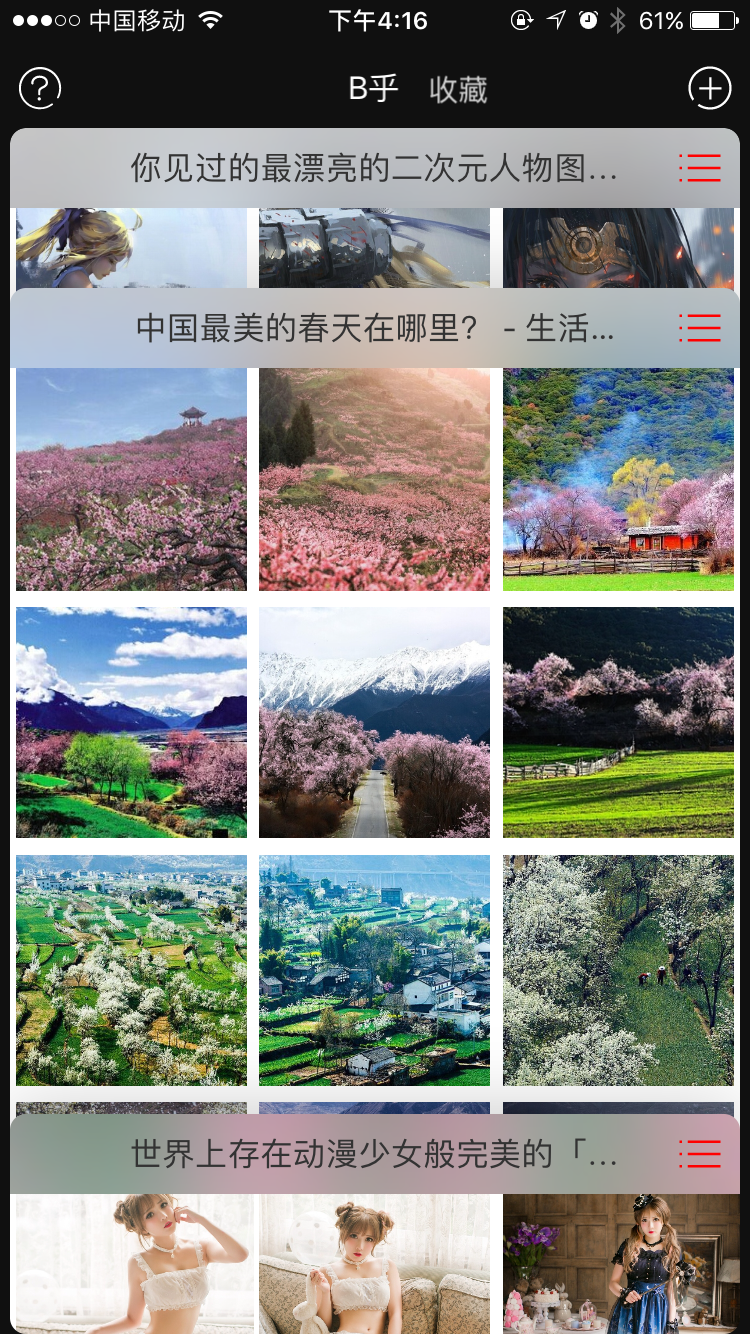 中国移动 下午4:16 61%
B乎 收藏
你见过的最漂亮的二次元人物图...
中国最美的春天在哪里? - 生活...
世界上存在动漫少女般完美的「...